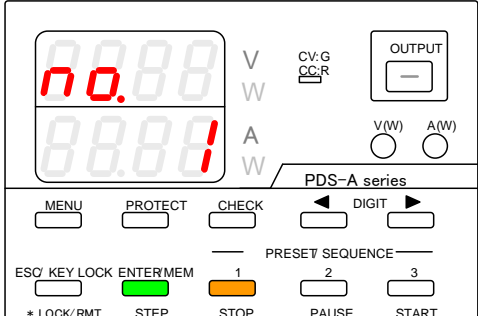 V
no.
CV:G
CC:R
OUTPUT
W
1
A
V(W) A(W)
W
PDS-A series
MENU PROTECT CHECK ◀ DIGIT ▶
PRESET/ SEQUENCE
ESC/ KEY LOCK ENTER/MEM 1 2 3
* LOCK/RMT STEP STOP PAUSE START